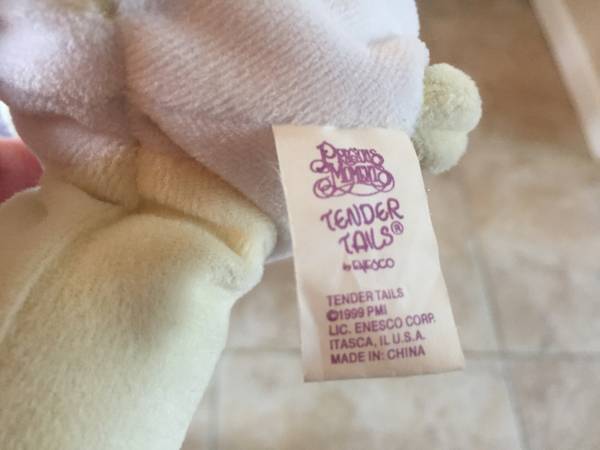 Precious
Moments
TENDER
TAILS®
by ENESCO
TENDER TAILS
©1999 PMI
LIC. ENESCO CORP.
ITASCA, IL U.S.A.
MADE IN: CHINA